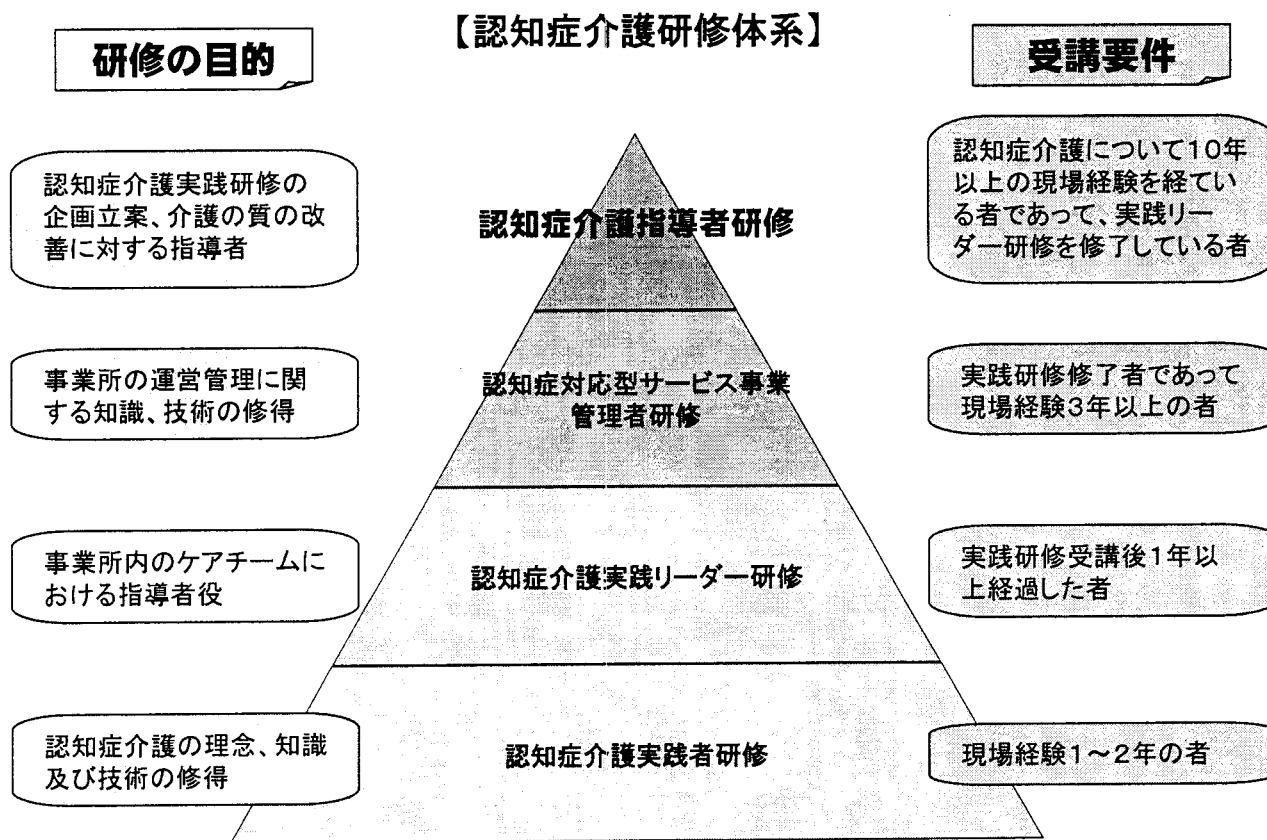 【認知症介護研修体系】
研修の目的
受講要件
認知症介護実践研修の
企画立案、介護の質の改
善に対する指導者
認知症介護指導者研修
認知症介護について10年
以上の現場経験を経てい
る者であって、実践リー
ダー研修を修了している者
事業所の運営管理に関
する知識、技術の修得
認知症対応型サービス事業
管理者研修
実践研修修了者であって
現場経験3年以上の者
事業所内のケアチームに
おける指導者役
認知症介護実践リーダー研修
実践研修受講後1年以
上経過した者
認知症介護の理念、知識
及び技術の修得
認知症介護実践者研修
現場経験1～2年の者